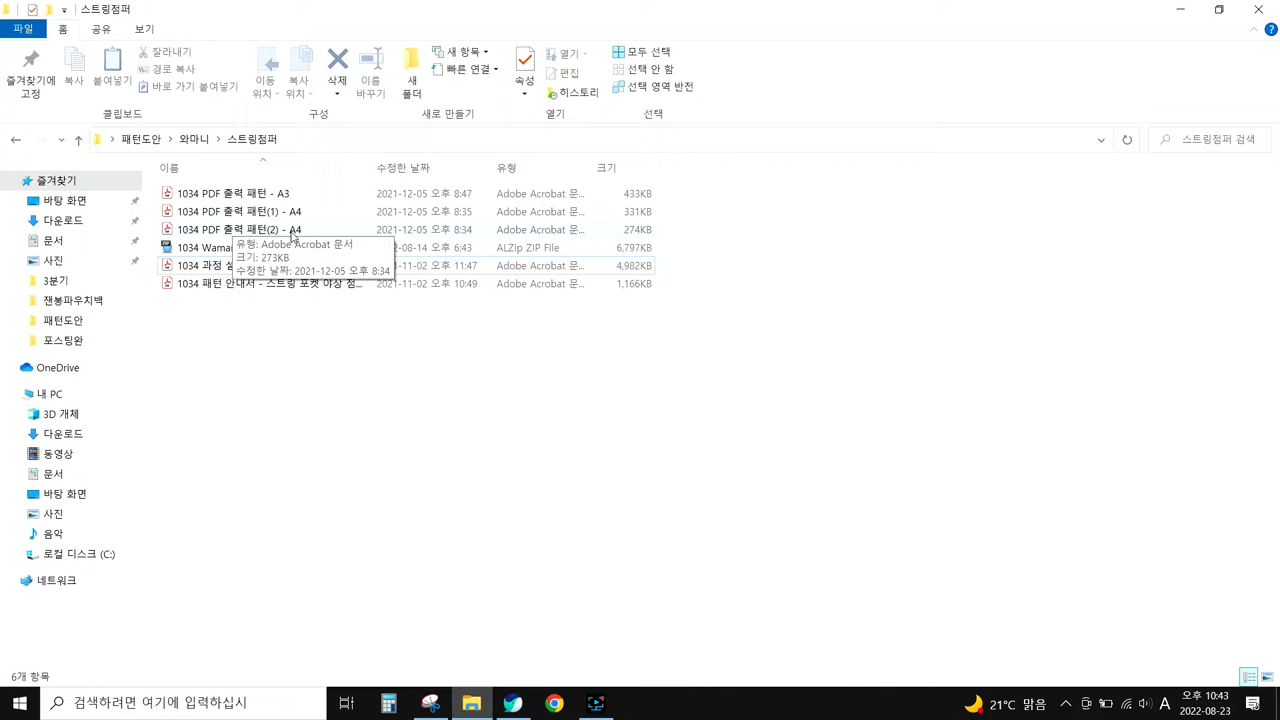 스트링점퍼
파일 홈 공유 보기
즐겨찾기에 고정
복사
붙여넣기
잘라내기
경로 복사
바로 가기 붙여넣기
클립보드
이동 위치
복사 위치
삭제
이름 바꾸기
구성
새 폴더
새 항목
빠른 연결
새로 만들기
속성
열기
편집
히스토리
열기
모두 선택
선택 안 함
선택 영역 반전
선택
패턴도안 > 와마니 > 스트링점퍼
스트링점퍼 검색
이름 수정한 날짜 유형 크기
1034 PDF 출력 패턴 - A3 2021-12-05 오후 8:47 Adobe Acrobat 문... 433KB
1034 PDF 출력 패턴(1) - A4 2021-12-05 오후 8:35 Adobe Acrobat 문... 331KB
1034 PDF 출력 패턴(2) - A4 2021-12-05 오후 8:34 Adobe Acrobat 문... 274KB
1034 Wama 2-08-14 오후 6:43 ALZip ZIP File 6,797KB
1034 과정 2021-11-02 오후 11:47 Adobe Acrobat 문... 4,982KB
1034 패턴 안내서 - 스트링 포켓 야상 점... 2021-11-02 오후 10:49 Adobe Acrobat 문... 1,166KB
유형: Adobe Acrobat 문서
크기: 273KB
수정한 날짜: 2021-12-05 오후 8:34
즐겨찾기
바탕 화면
다운로드
문서
사진
3분기
잰봉파우치백
패턴도안
포스팅완
OneDrive
내 PC
3D 개체
다운로드
동영상
문서
바탕 화면
사진
음악
로컬 디스크 (C:)
네트워크
6개 항목
검색하려면 여기에 입력하십시
21°C 맑음
A
오후 10:43
2022-08-23